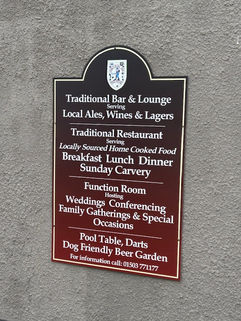 Traditional Bar & Lounge
Serving
Local Ales, Wines & Lagers
Traditional Restaurant
Serving
Locally Sourced Home Cooked Food
Breakfast Lunch Dinner
Sunday Carvery
Function Room
Hosting
Weddings Conferencing
Family Gatherings & Special
Occasions
Pool Table, Darts
Dog Friendly Beer Garden
For information call: 01503 771177